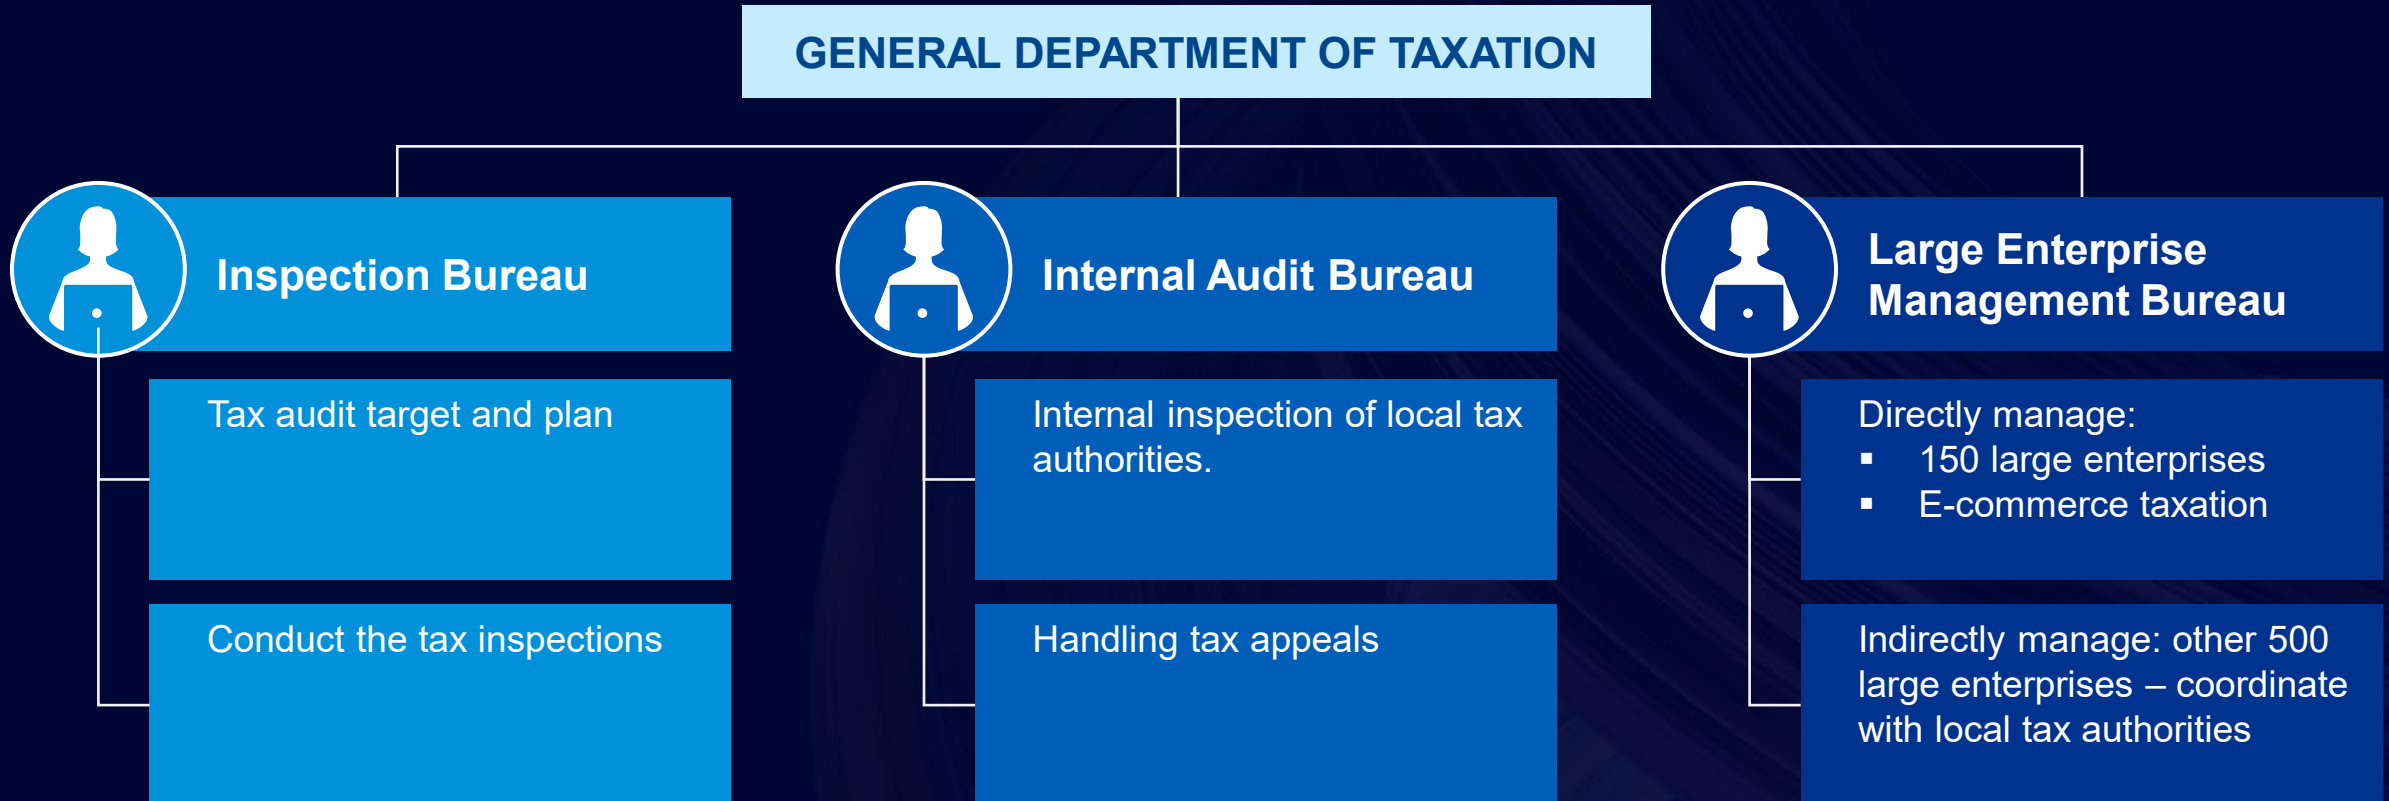 GENERAL DEPARTMENT OF TAXATION
Inspection Bureau
Tax audit target and plan
Conduct the tax inspections
Internal Audit Bureau
Internal inspection of local tax
authorities.
Handling tax appeals
Large Enterprise
Management Bureau
Directly manage:
▪ 150 large enterprises
▪ E-commerce taxation
Indirectly manage: other 500
large enterprises – coordinate
with local tax authorities